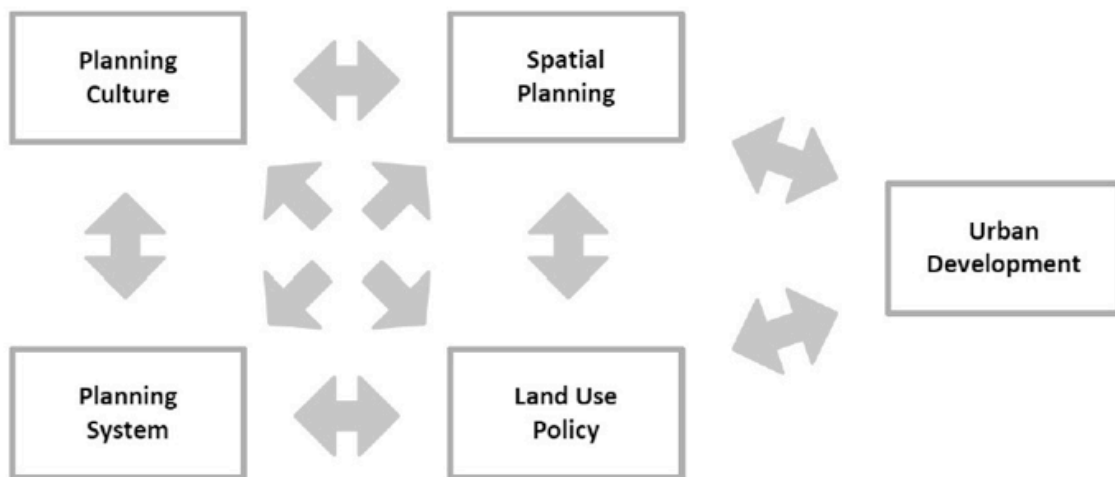 Planning
Culture
Spatial
Planning
Urban
Development
Planning
System
Land Use
Policy